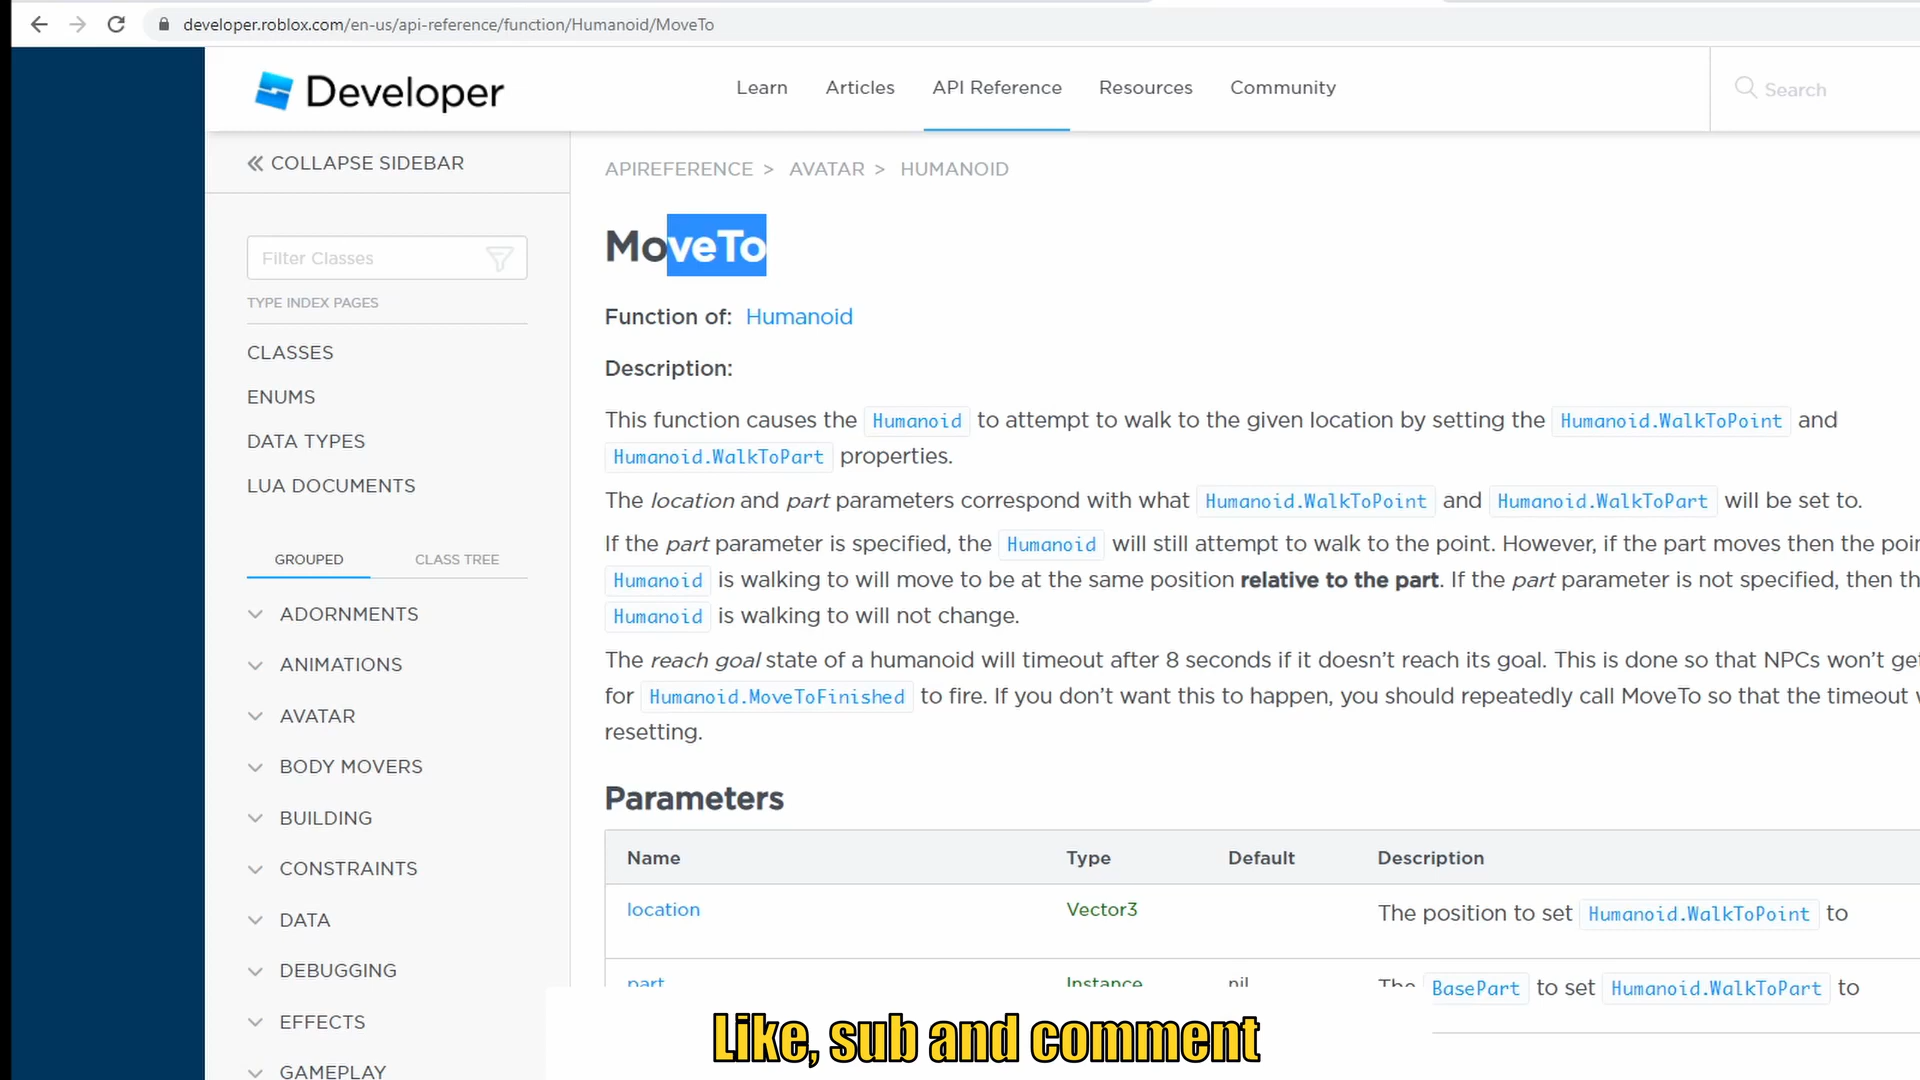 developer.roblox.com/en-us/api-reference/function/Humanoid/MoveTo
Developer
Learn Articles API Reference Resources Community
Search
COLLAPSE SIDEBAR
Filter Classes
TYPE INDEX PAGES
CLASSES
ENUMS
DATA TYPES
LUA DOCUMENTS
GROUPED CLASS TREE
ADORNMENTS
ANIMATIONS
AVATAR
BODY MOVERS
BUILDING
CONSTRAINTS
DATA
DEBUGGING
EFFECTS
GAMEPLAY
APIREFERENCE > AVATAR > HUMANOID
MoveTo
Function of: Humanoid
Description:
This function causes the Humanoid to attempt to walk to the given location by setting the Humanoid.WalkToPoint and
Humanoid.WalkToPart properties.
The location and part parameters correspond with what Humanoid.WalkToPoint and Humanoid.WalkToPart will be set to.
If the part parameter is specified, the Humanoid will still attempt to walk to the point. However, if the part moves then the
Humanoid is walking to will move to be at the same position relative to the part. If the part parameter is not specified, then
Humanoid is walking to will not change.
The reach goal state of a humanoid will timeout after 8 seconds if it doesn’t reach its goal. This is done so that NPCs won’t
for Humanoid.MoveToFinished to fire. If you don’t want this to happen, you should repeatedly call MoveTo so that the timeout
resetting.
Parameters
Name Type Default Description
location Vector3 The position to set Humanoid.WalkToPoint to
part Instance nil The BasePart to set Humanoid.WalkToPart to
Like, sub and comment